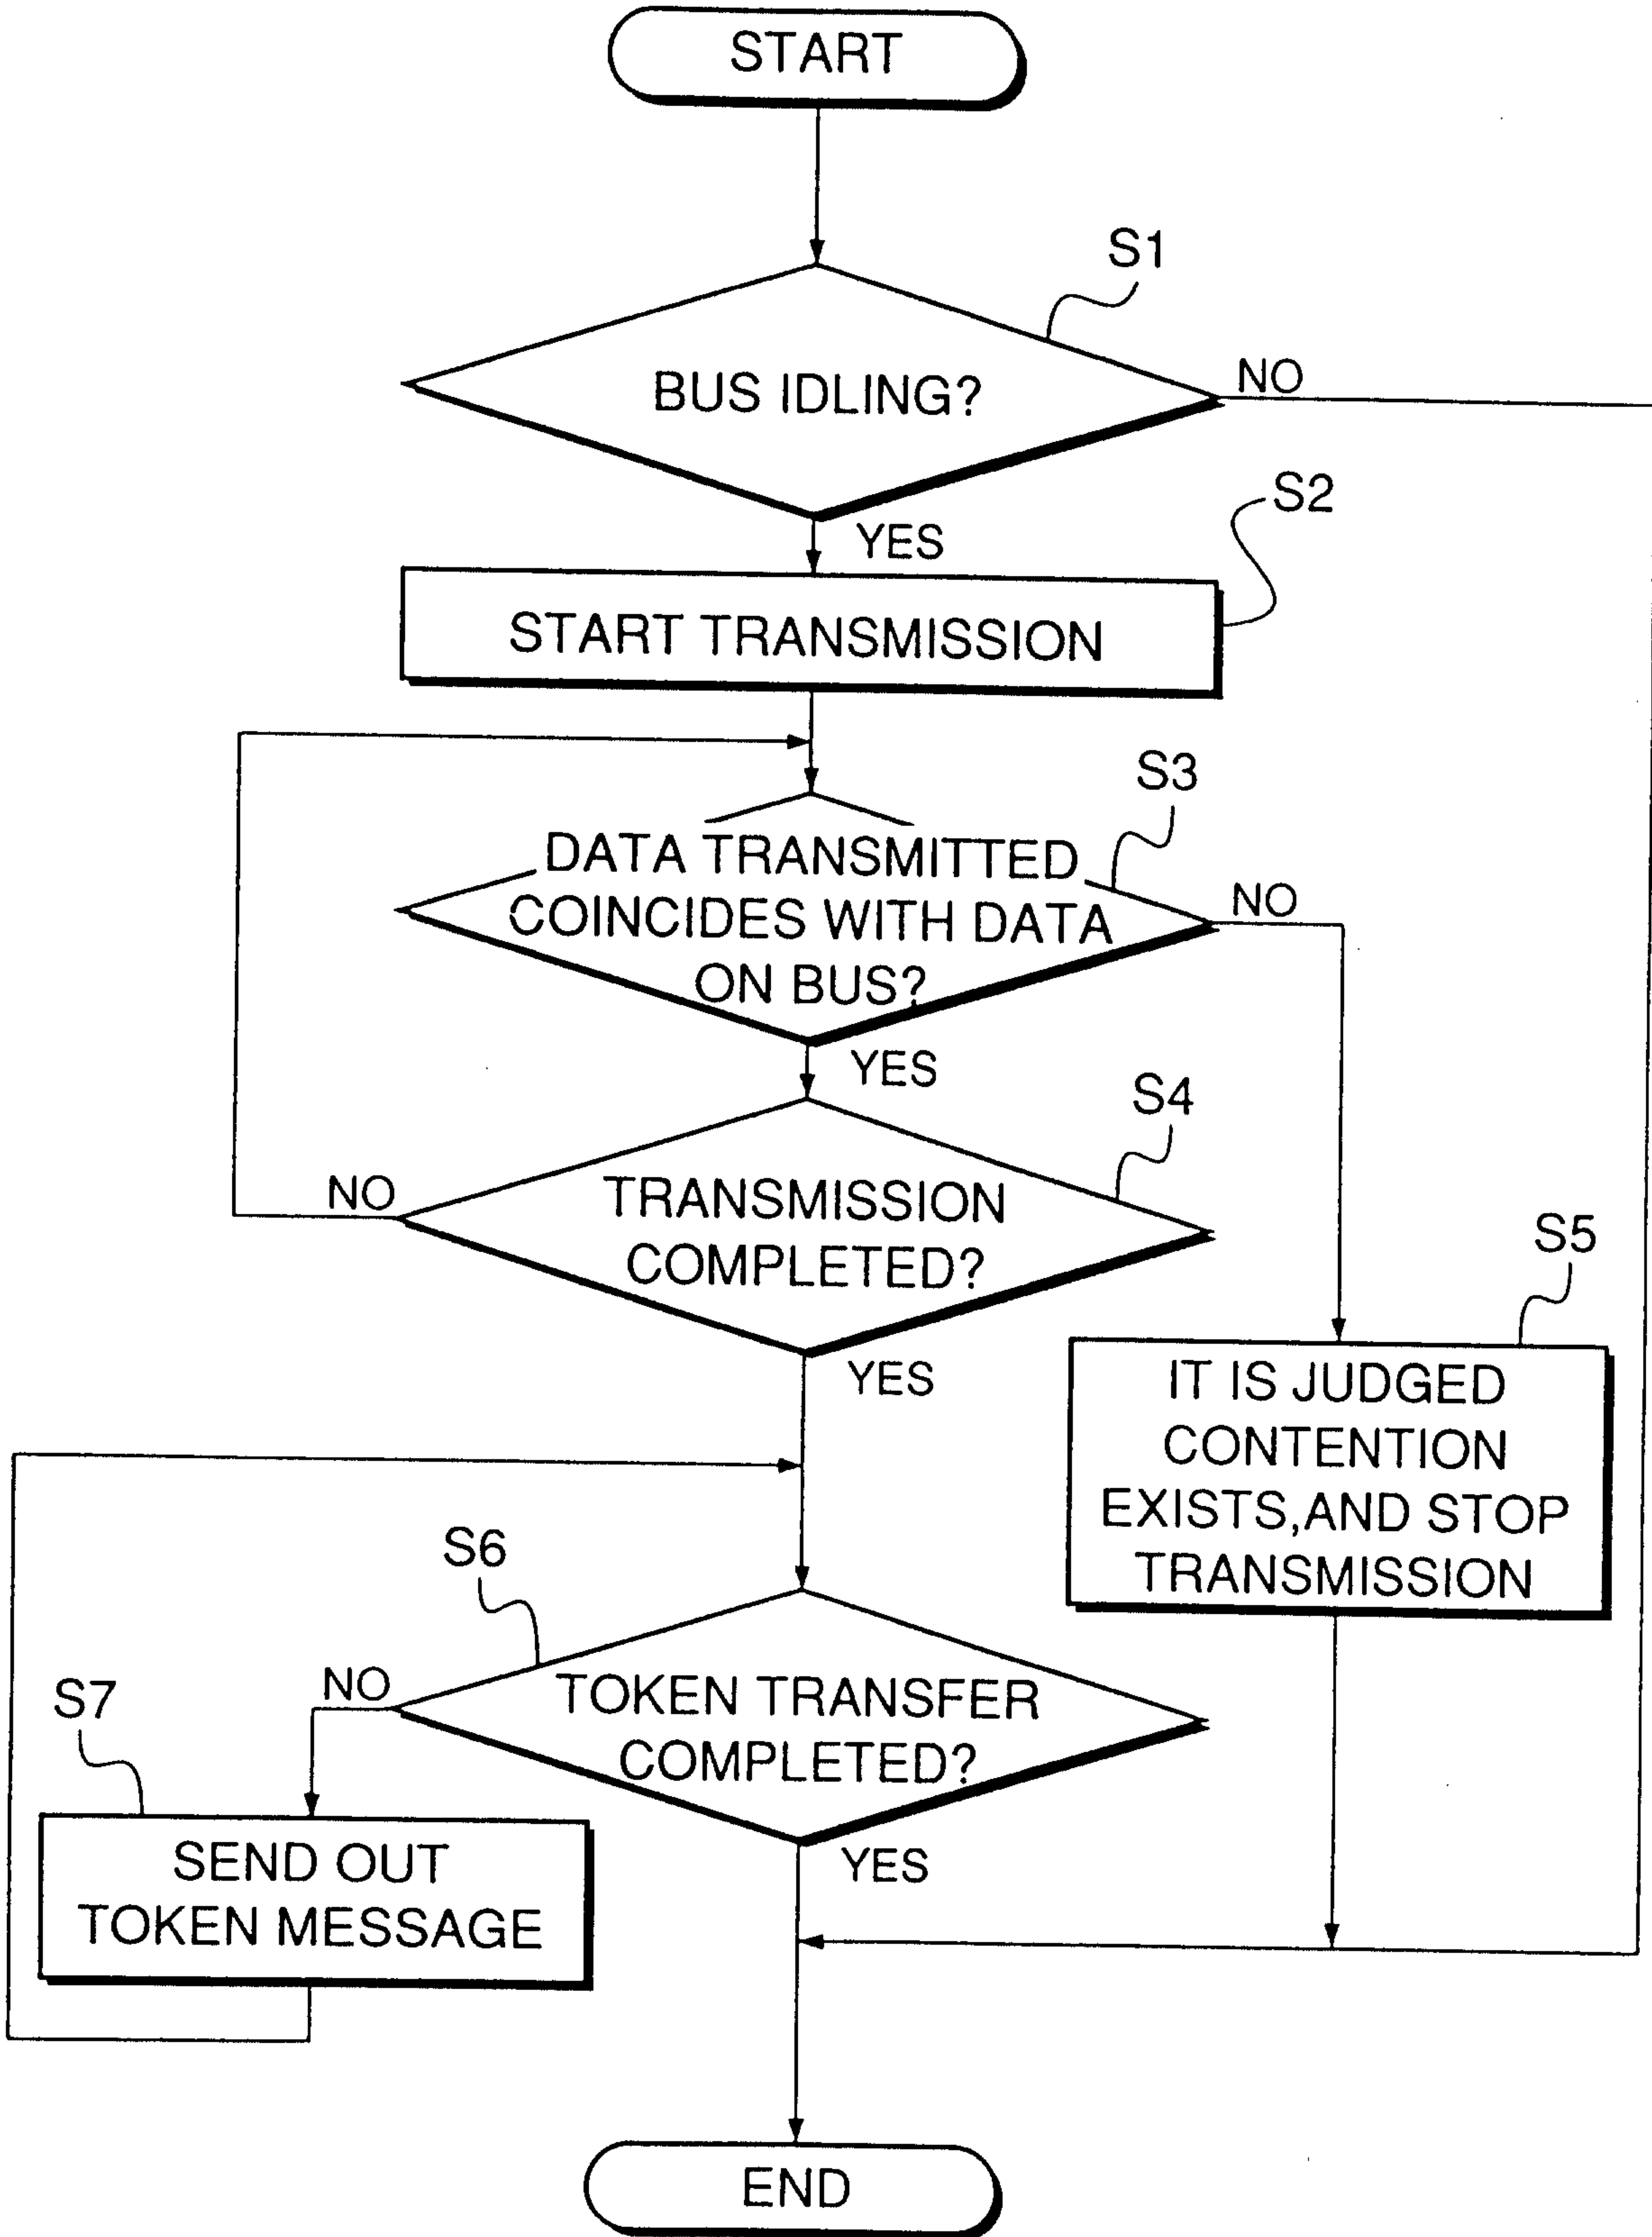 START
S1
BUS IDLING?
NO
YES
S2
START TRANSMISSION
S3
DATA TRANSMITTED
COINCIDES WITH DATA
ON BUS?
NO
YES
S4
TRANSMISSION
COMPLETED?
NO
YES
S5
IT IS JUDGED
CONTENTION
EXISTS,AND STOP
TRANSMISSION
S6
TOKEN TRANSFER
COMPLETED?
NO
YES
S7
SEND OUT
TOKEN MESSAGE
END